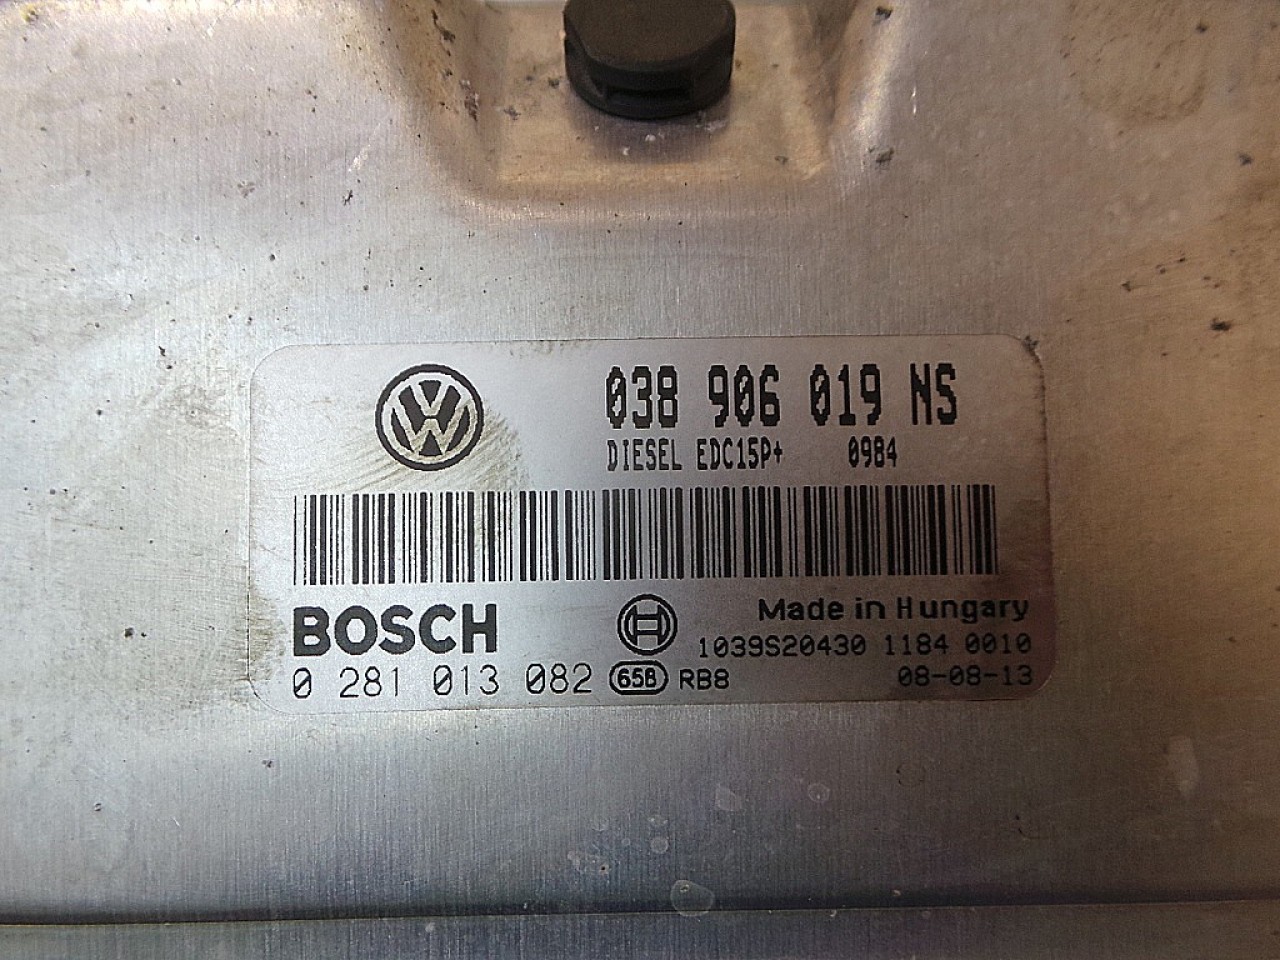 038 906 019 NS
DIESEL EDC15P+ 0984
BOSCH
Made in Hungary
1039S20430 1184 0010
0 281 013 082 65B RB8 08-08-13